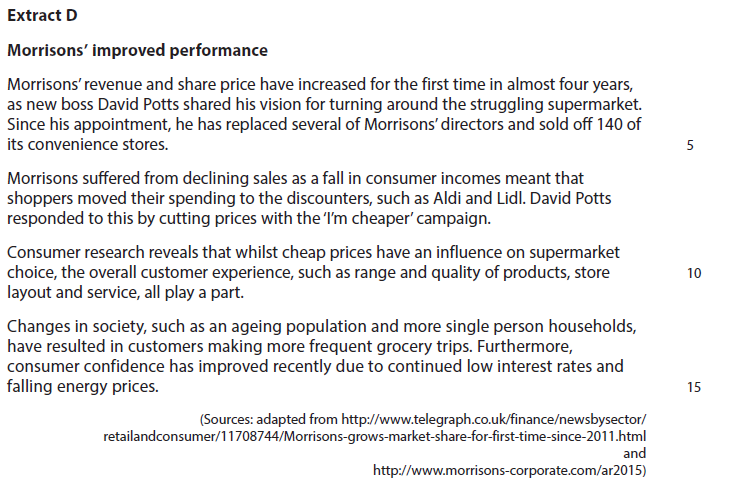 Extract D
Morrisons’ improved performance
Morrisons’ revenue and share price have increased for the first time in almost four years,
as new boss David Potts shared his vision for turning around the struggling supermarket.
Since his appointment, he has replaced several of Morrisons’ directors and sold off 140 of
its convenience stores. 5
Morrisons suffered from declining sales as a fall in consumer incomes meant that
shoppers moved their spending to the discounters, such as Aldi and Lidl. David Potts
responded to this by cutting prices with the ‘I’m cheaper’ campaign.
Consumer research reveals that whilst cheap prices have an influence on supermarket
choice, the overall customer experience, such as range and quality of products, store 10
layout and service, all play a part.
Changes in society, such as an ageing population and more single person households,
have resulted in customers making more frequent grocery trips. Furthermore,
consumer confidence has improved recently due to continued low interest rates and
falling energy prices. 15
(Sources: adapted from http://www.telegraph.co.uk/finance/newsbysector/
retailandconsumer/11708744/Morrisons-grows-market-share-for-first-time-since-2011.html
and
http://www.morrisons-corporate.com/ar2015)